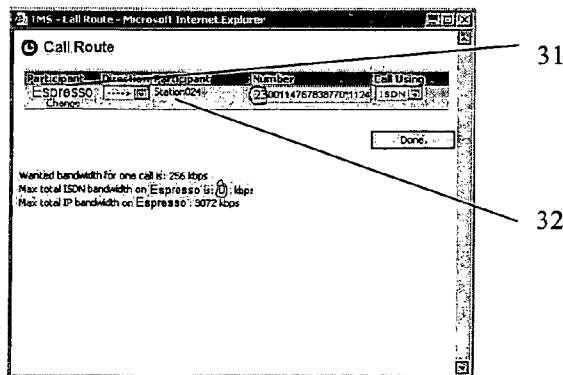 TMS - Call Route - Microsoft Internet Explorer
Call Route
Participant Direction Participant Number Call Using
Espresso ----> Station024 ISDN
Change
Done
Wanted bandwidth for one call is: 256 kbps
Max total ISDN bandwidth on Espresso is: 0 kbps
Max total IP bandwidth on Espresso: 3072 kbps
31
32